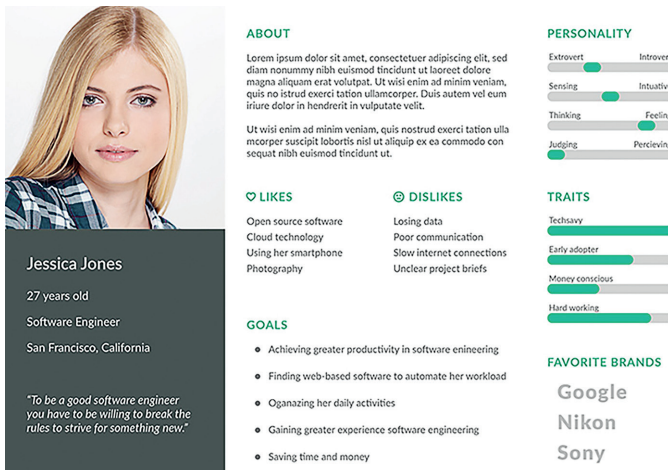 Jessica Jones
27 years old
Software Engineer
San Francisco, California
"To be a good software engineer
you have to be willing to break the
rules to strive for something new."
ABOUT
Lorem ipsum dolor sit amet, consectetuer adipiscing elit, sed
diam nonummy nibh euismod tincidunt ut laoreet dolore
magna aliquam erat volutpat. Ut wisi enim ad minim veniam,
quis no istrud exerci tation ullamcorper. Duis autem vel eum
iriure dolor in hendrerit in vulputate velit.
Ut wisi enim ad minim veniam, quis nostrud exerci tation ulla
mcorper suscipit lobortis nisl ut aliquip ex ea commodo con
sequat nibh euismod tincidunt ut.
LIKES
Open source software
Cloud technology
Using her smartphone
Photography
DISLIKES
Losing data
Poor communication
Slow internet connections
Unclear project briefs
GOALS
Achieving greater productivity in software enineering
Finding web-based software to automate her workload
Oganazing her daily activities
Gaining greater experience software engineering
Saving time and money
PERSONALITY
Extrovert Introver
Sensing Intuative
Thinking Feeling
Judging Percieving
TRAITS
Techsavy
Early adopter
Money conscious
Hard working
FAVORITE BRANDS
Google
Nikon
Sony